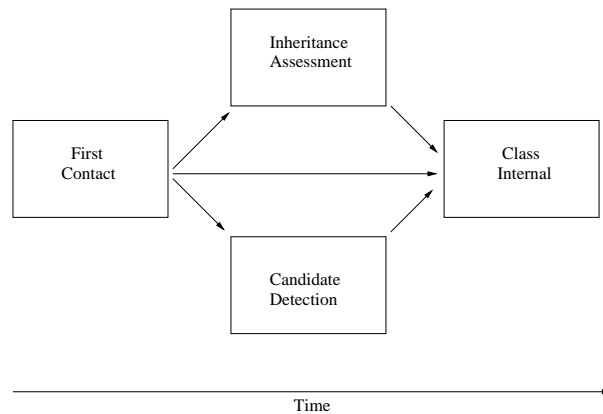 Inheritance
Assessment
First
Contact
Class
Internal
Candidate
Detection
Time